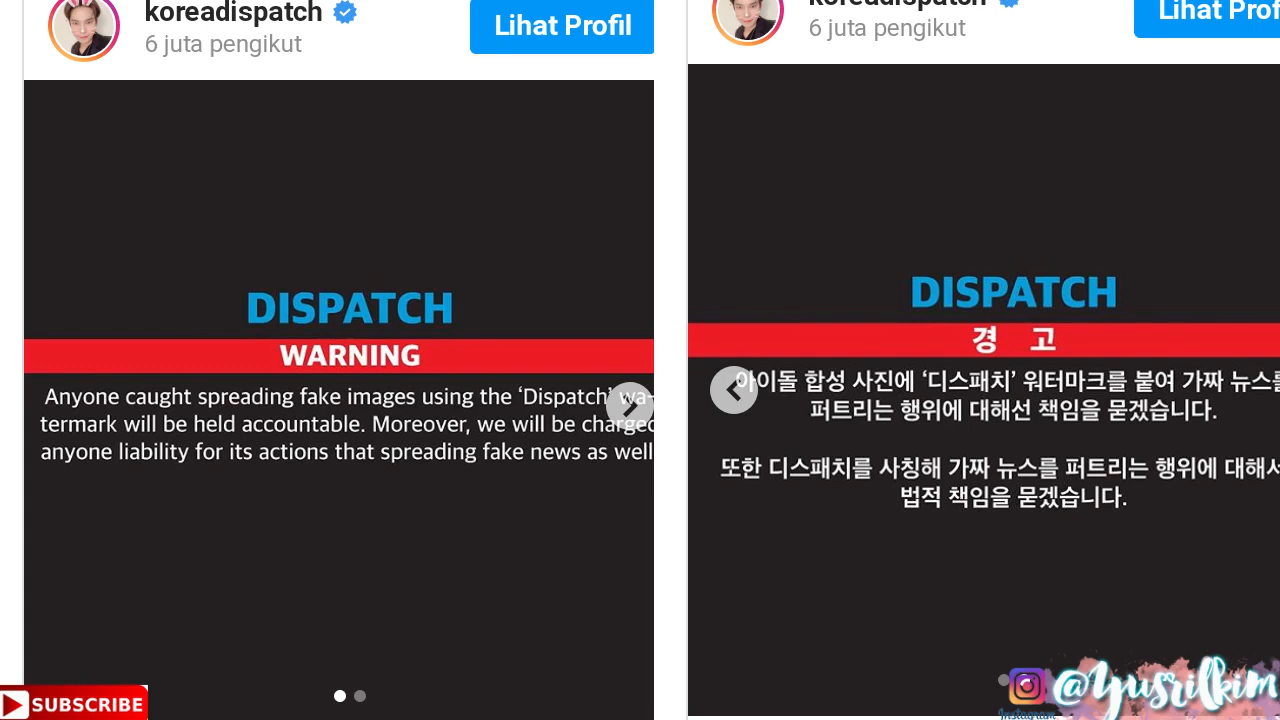 koreadispatch
6 juta pengikut
Lihat Profil
DISPATCH
WARNING
Anyone caught spreading fake images using the ‘Dispatch’ wa-
termark will be held accountable. Moreover, we will be charged
anyone liability for its actions that spreading fake news as well
SUBSCRIBE
koreadispatch
6 juta pengikut
Lihat Prof
DISPATCH
경 고
아이돌 합성 사진에 ‘디스패치’ 워터마크를 붙여 가짜 뉴스를
퍼트리는 행위에 대해선 책임을 묻겠습니다.
또한 디스패치를 사칭해 가짜 뉴스를 퍼트리는 행위에 대해서
법적 책임을 묻겠습니다.
@Yusrilkim
Instagram